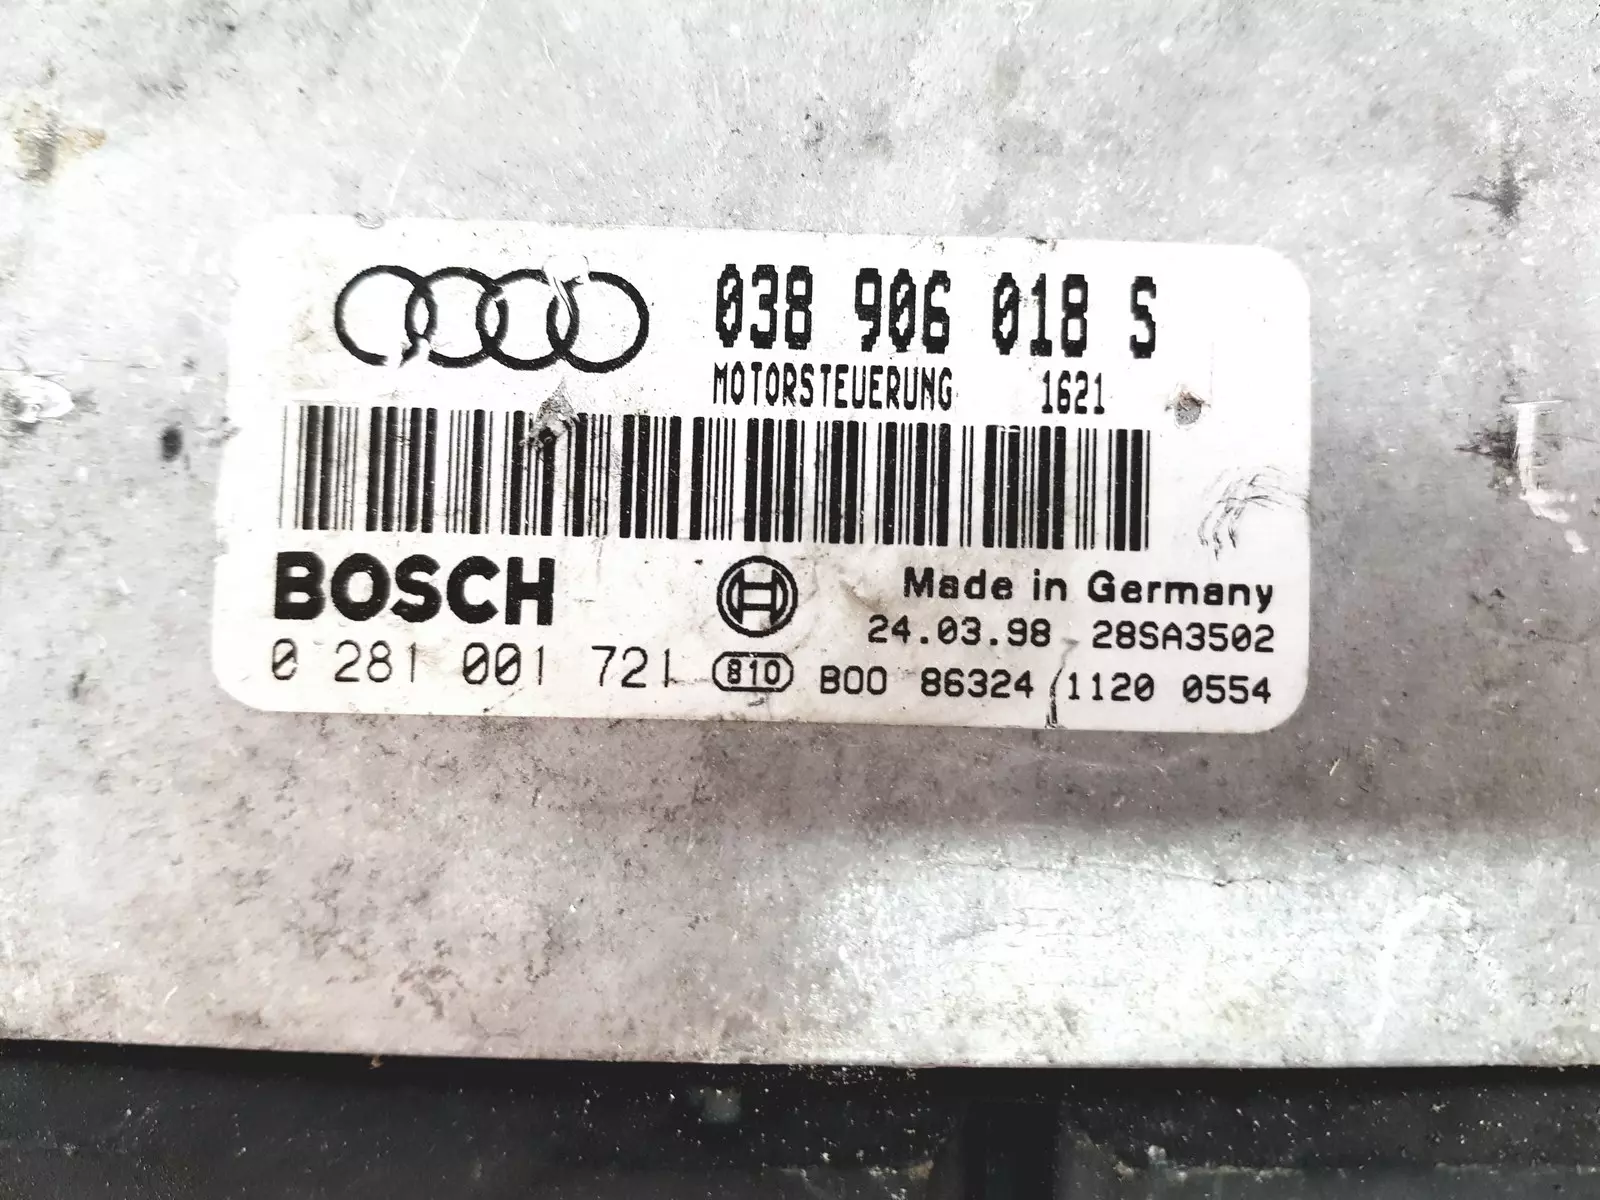 038 906 018 S
MOTORSTEUERUNG 1621
BOSCH
Made in Germany
24.03.98 28SA3502
0 281 001 721 810 B00 86324 1120 0554